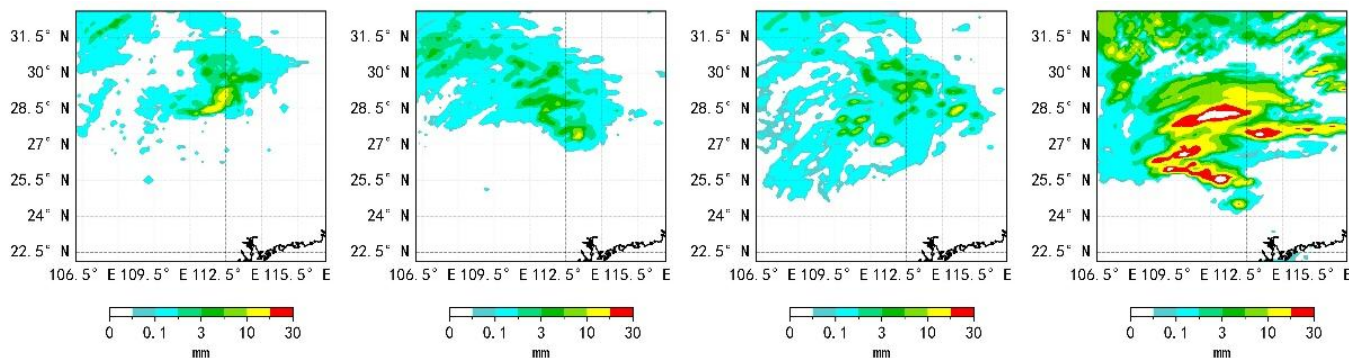 31.5° N 31.5° N 31.5° N 31.5° N
30° N 30° N 30° N 30° N
28.5° N 28.5° N 28.5° N 28.5° N
27° N 27° N 27° N 27° N
25.5° N 25.5° N 25.5° N 25.5° N
24° N 24° N 24° N 24° N
22.5° N 22.5° N 22.5° N 22.5° N
106.5° E 109.5° E 112.5° E 115.5° E 106.5° E 109.5° E 112.5° E 115.5° E 106.5° E 109.5° E 112.5° E 115.5° E 106.5° E 109.5° E 112.5° E 115.5° E
0 0.1 3 10 30 0 0.1 3 10 30 0 0.1 3 10 30 0 0.1 3 10 30
mm mm mm mm